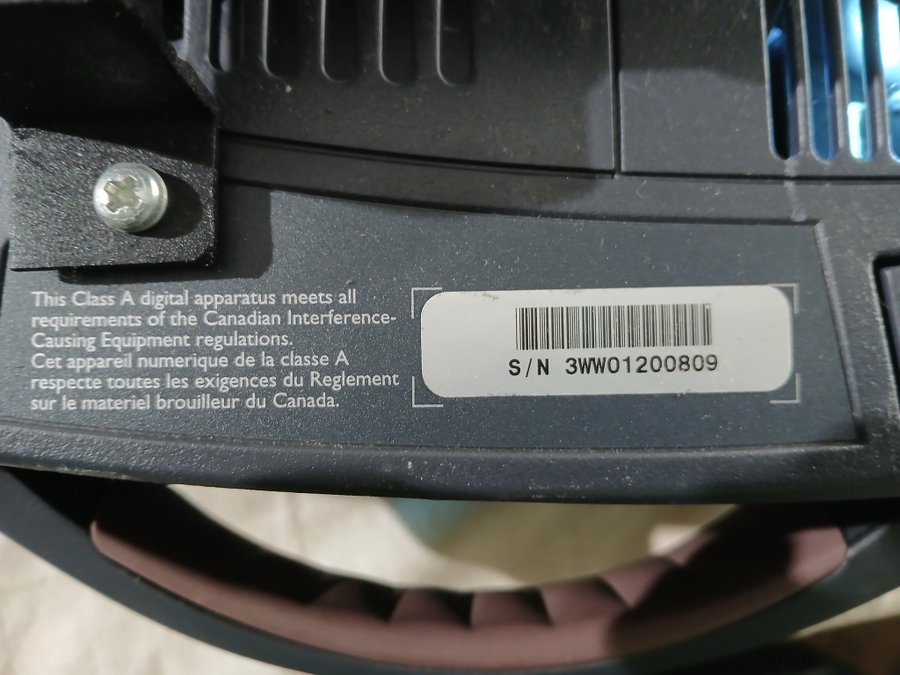 This Class A digital apparatus meets all
requirements of the Canadian Interference-
Causing Equipment regulations.
Cet appareil numerique de la classe A
respecte toutes les exigences du Reglement
sur le materiel brouilleur du Canada.
S/N 3WW01200809